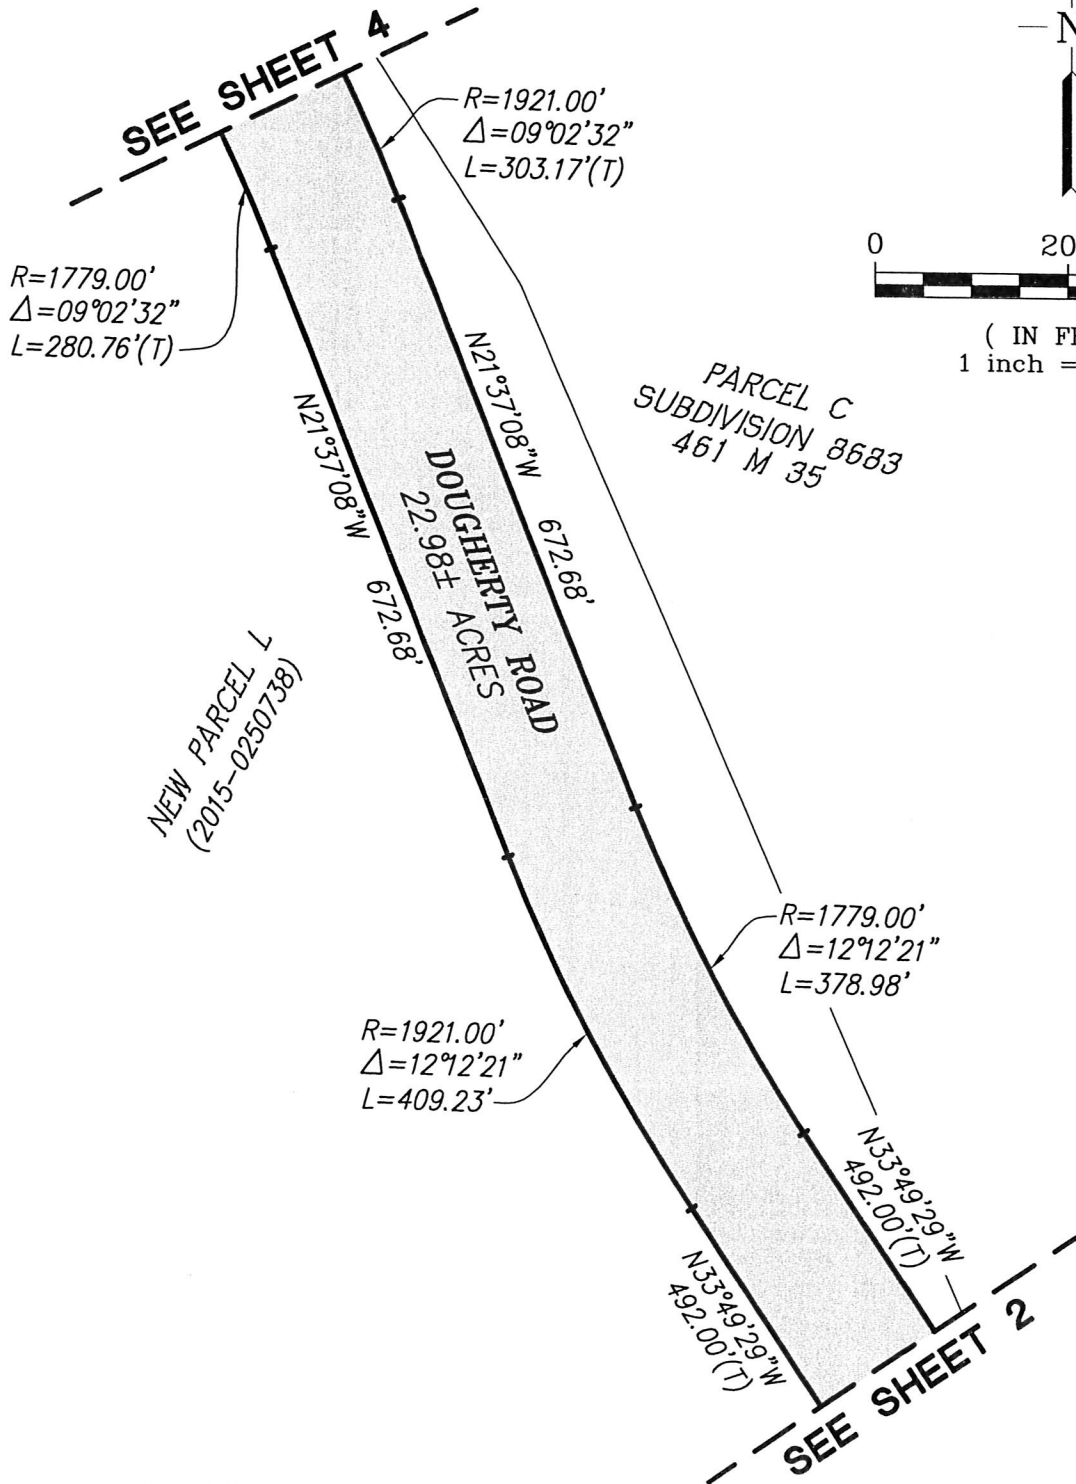 SEE SHEET 4
N
R=1921.00'
Δ=09°02'32"
L=303.17'(T)
0
20
( IN F
1 inch =
R=1779.00'
Δ=09°02'32"
L=280.76'(T)
N21°37'08"W
672.68'
N21°37'08"W
672.68'
PARCEL C
SUBDIVISION 8683
461 M 35
DOUGHERTY ROAD
22.98± ACRES
NEW PARCEL L
(2015-0250738)
R=1779.00'
Δ=12°12'21"
L=378.98'
R=1921.00'
Δ=12°12'21"
L=409.23'
N33°49'29"W
492.00'(T)
N33°49'29"W
492.00'(T)
SEE SHEET 2